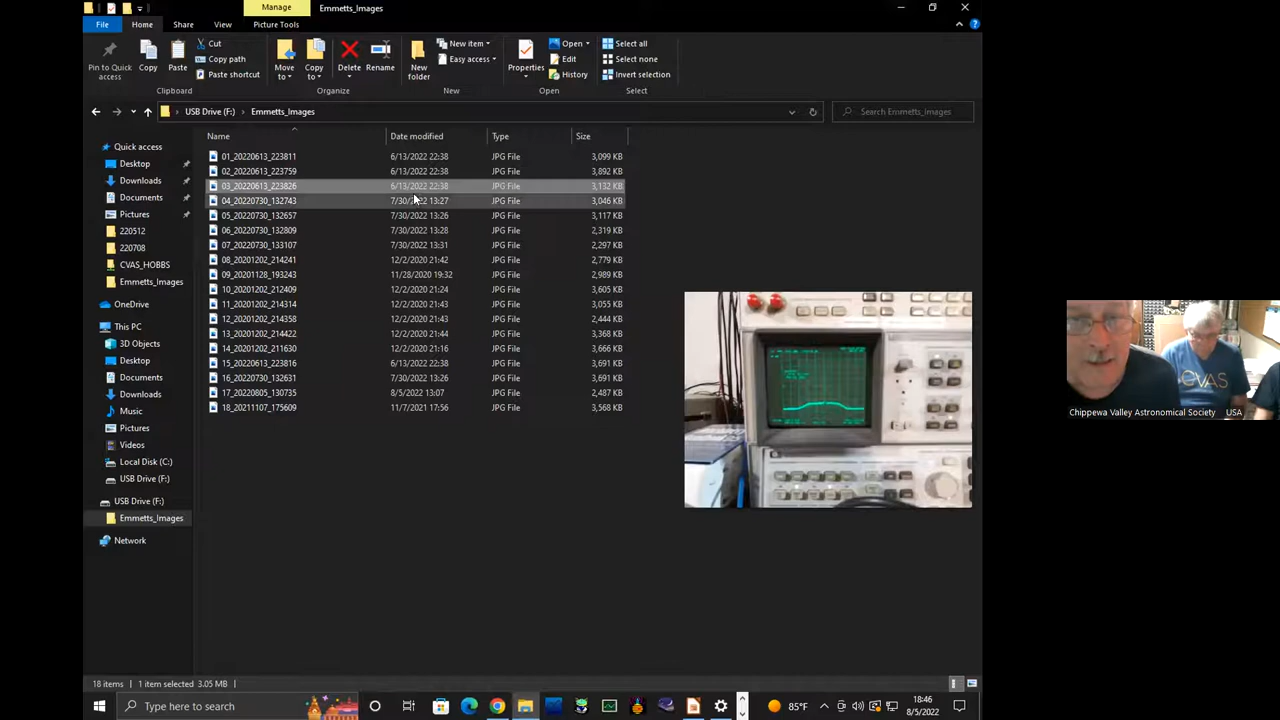 Manage
Emmetts_Images
File
Home
Share
View
Picture Tools
Pin to Quick access
Copy
Paste
Cut
Copy path
Paste shortcut
Move to
Copy to
Delete
Rename
New folder
New item
Easy access
Properties
Open
Edit
History
Select all
Select none
Invert selection
Clipboard
Organize
New
Open
Select
USB Drive (F:) > Emmetts_Images
Search Emmetts_Images
Name Date modified Type Size
Quick access
Desktop
Downloads
Documents
Pictures
220512
220708
CVAS_HOBBS
Emmetts_Images
OneDrive
This PC
3D Objects
Desktop
Documents
Downloads
Music
Pictures
Videos
Local Disk (C:)
USB Drive (F:)
USB Drive (F:)
Emmetts_Images
Network
01_20220613_223811 6/13/2022 22:38 JPG File 3,099 KB
02_20220613_223759 6/13/2022 22:38 JPG File 3,892 KB
03_20220613_223826 6/13/2022 22:38 JPG File 3,132 KB
04_20220730_132743 7/30/2022 13:27 JPG File 3,046 KB
05_20220730_132657 7/30/2022 13:26 JPG File 3,117 KB
06_20220730_132809 7/30/2022 13:28 JPG File 2,319 KB
07_20220730_133107 7/30/2022 13:31 JPG File 2,297 KB
08_20201202_214241 12/2/2020 21:42 JPG File 2,779 KB
09_20201128_193243 11/28/2020 19:32 JPG File 2,989 KB
10_20201202_212409 12/2/2020 21:24 JPG File 3,605 KB
11_20201202_214314 12/2/2020 21:43 JPG File 3,055 KB
12_20201202_214358 12/2/2020 21:43 JPG File 2,444 KB
13_20201202_214422 12/2/2020 21:44 JPG File 3,368 KB
14_20201202_211630 12/2/2020 21:16 JPG File 3,666 KB
15_20220613_223816 6/13/2022 22:38 JPG File 3,691 KB
16_20220730_132631 7/30/2022 13:26 JPG File 3,691 KB
17_20220805_130735 8/5/2022 13:07 JPG File 2,487 KB
18_20211107_175609 11/7/2021 17:56 JPG File 3,568 KB
CVAS
Chippewa Valley Astronomical Society USA
18 items 1 item selected 3.05 MB
Type here to search
85°F
18:46
8/5/2022